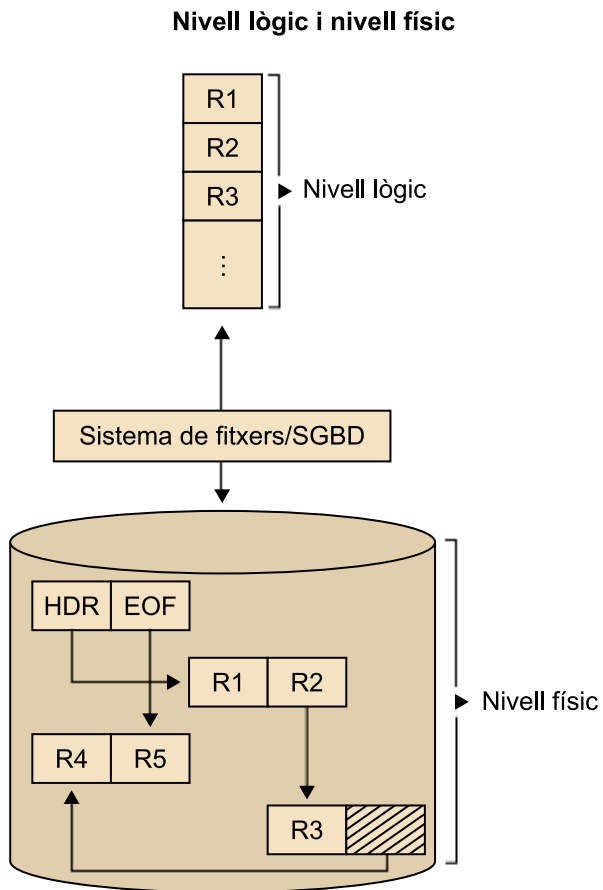 Nivell lògic i nivell físic
R1
R2
R3
...
Nivell lògic
Sistema de fitxers/SGBD
HDR EOF
R1 R2
Nivell físic
R4 R5
R3